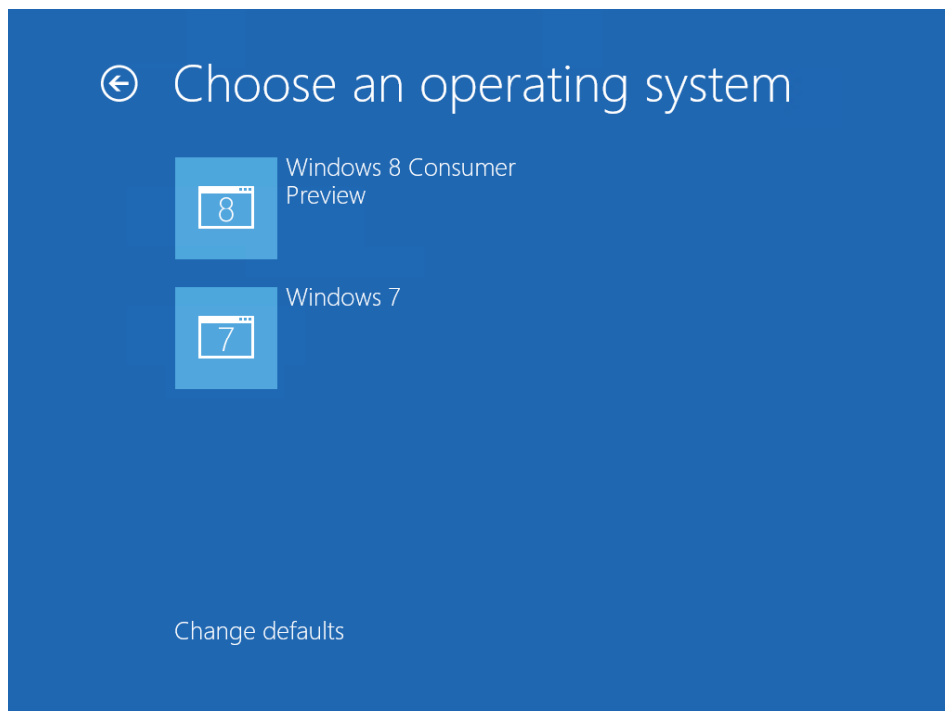 Choose an operating system
Windows 8 Consumer
Preview
8
Windows 7
7
Change defaults